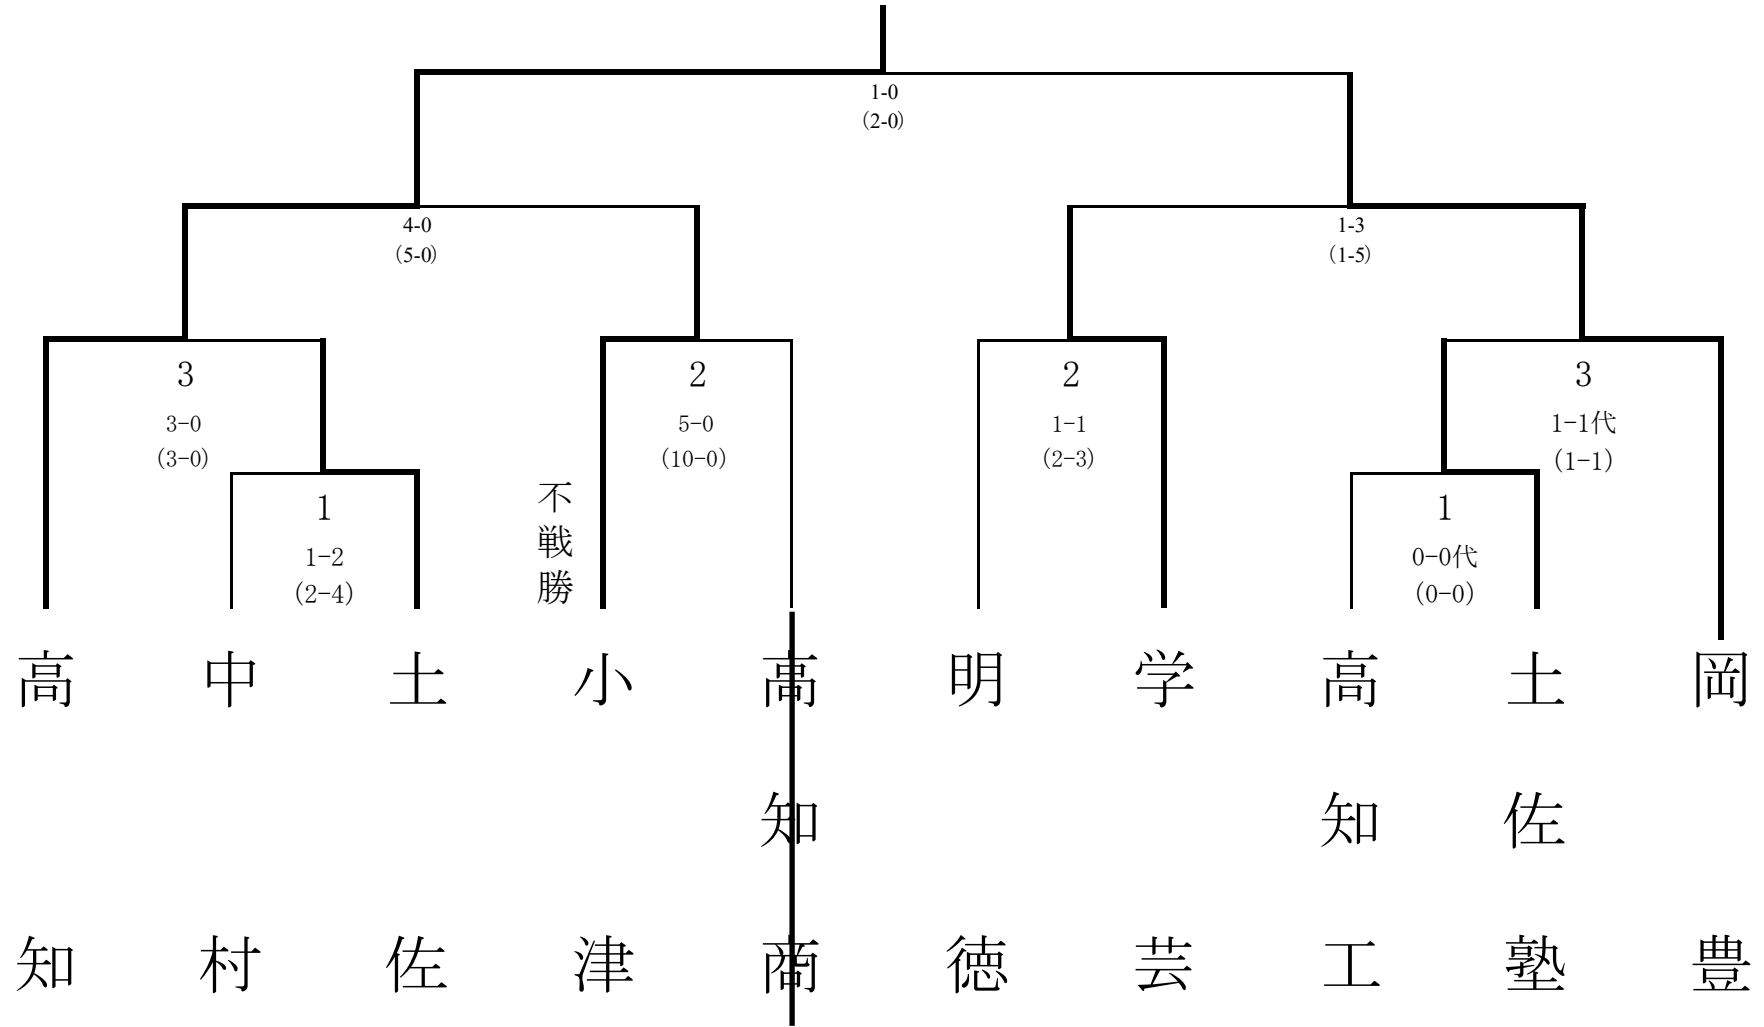 1-0
(2-0)
4-0
(5-0)
1-3
(1-5)
3
3-0
(3-0)
2
5-0
(10-0)
2
1-1
(2-3)
3
1-1代
(1-1)
1
1-2
(2-4)
不戦勝
1
0-0代
(0-0)
高知
中村
土佐
小津
高知商
明徳
学芸
高知工
土佐塾
岡豊